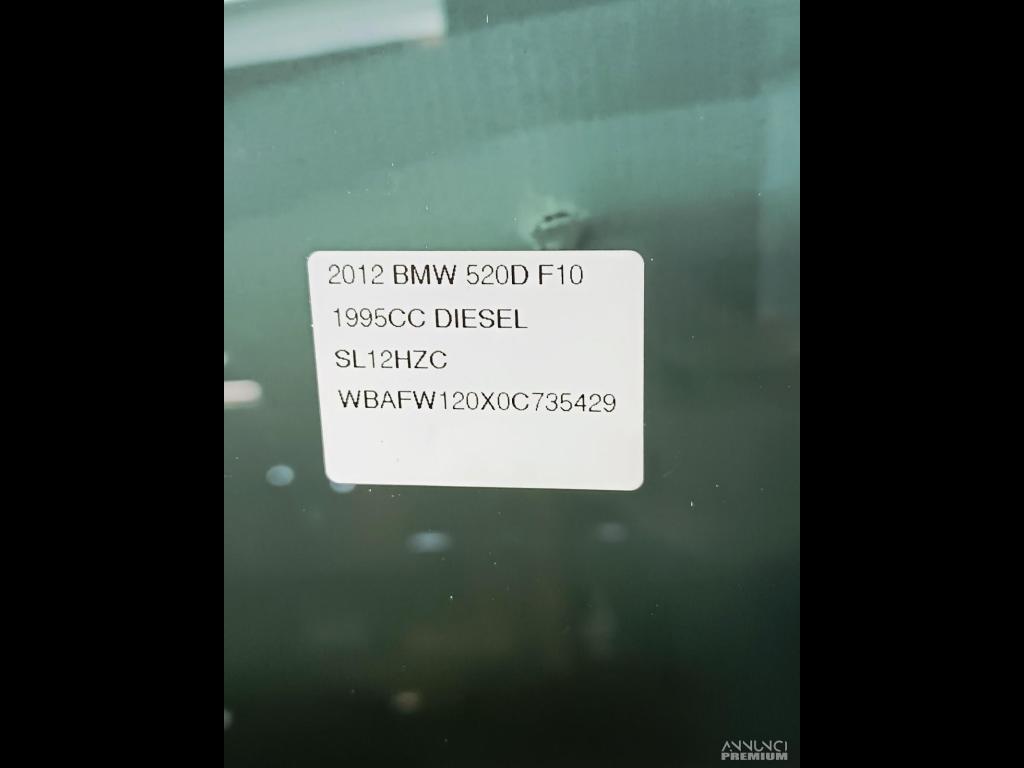 2012 BMW 520D F10
1995CC DIESEL
SL12HZC
WBAFW120X0C735429
ANNUNCI
PREMIUM